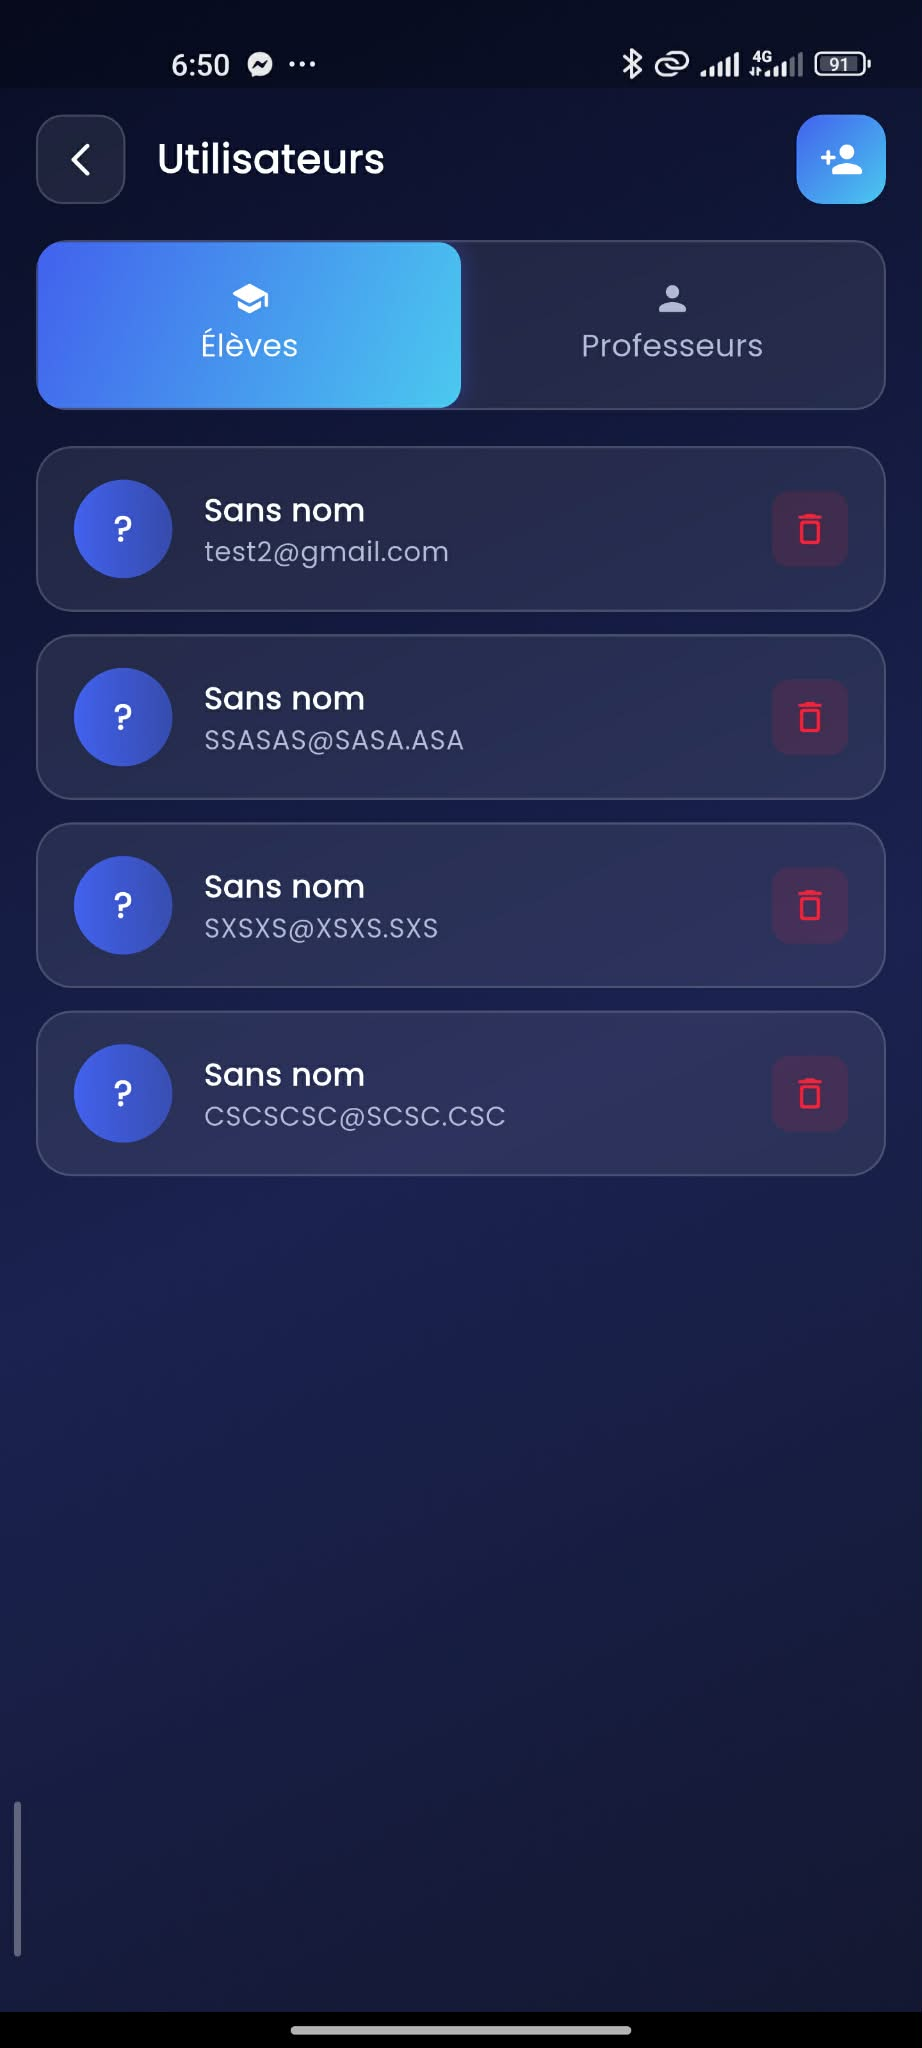 6:50
4G
91
Utilisateurs
Élèves
Professeurs
?
Sans nom
test2@gmail.com
?
Sans nom
SSASAS@SASA.ASA
?
Sans nom
SXSXS@XSXS.SXS
?
Sans nom
CSCSCSC@SCSC.CSC